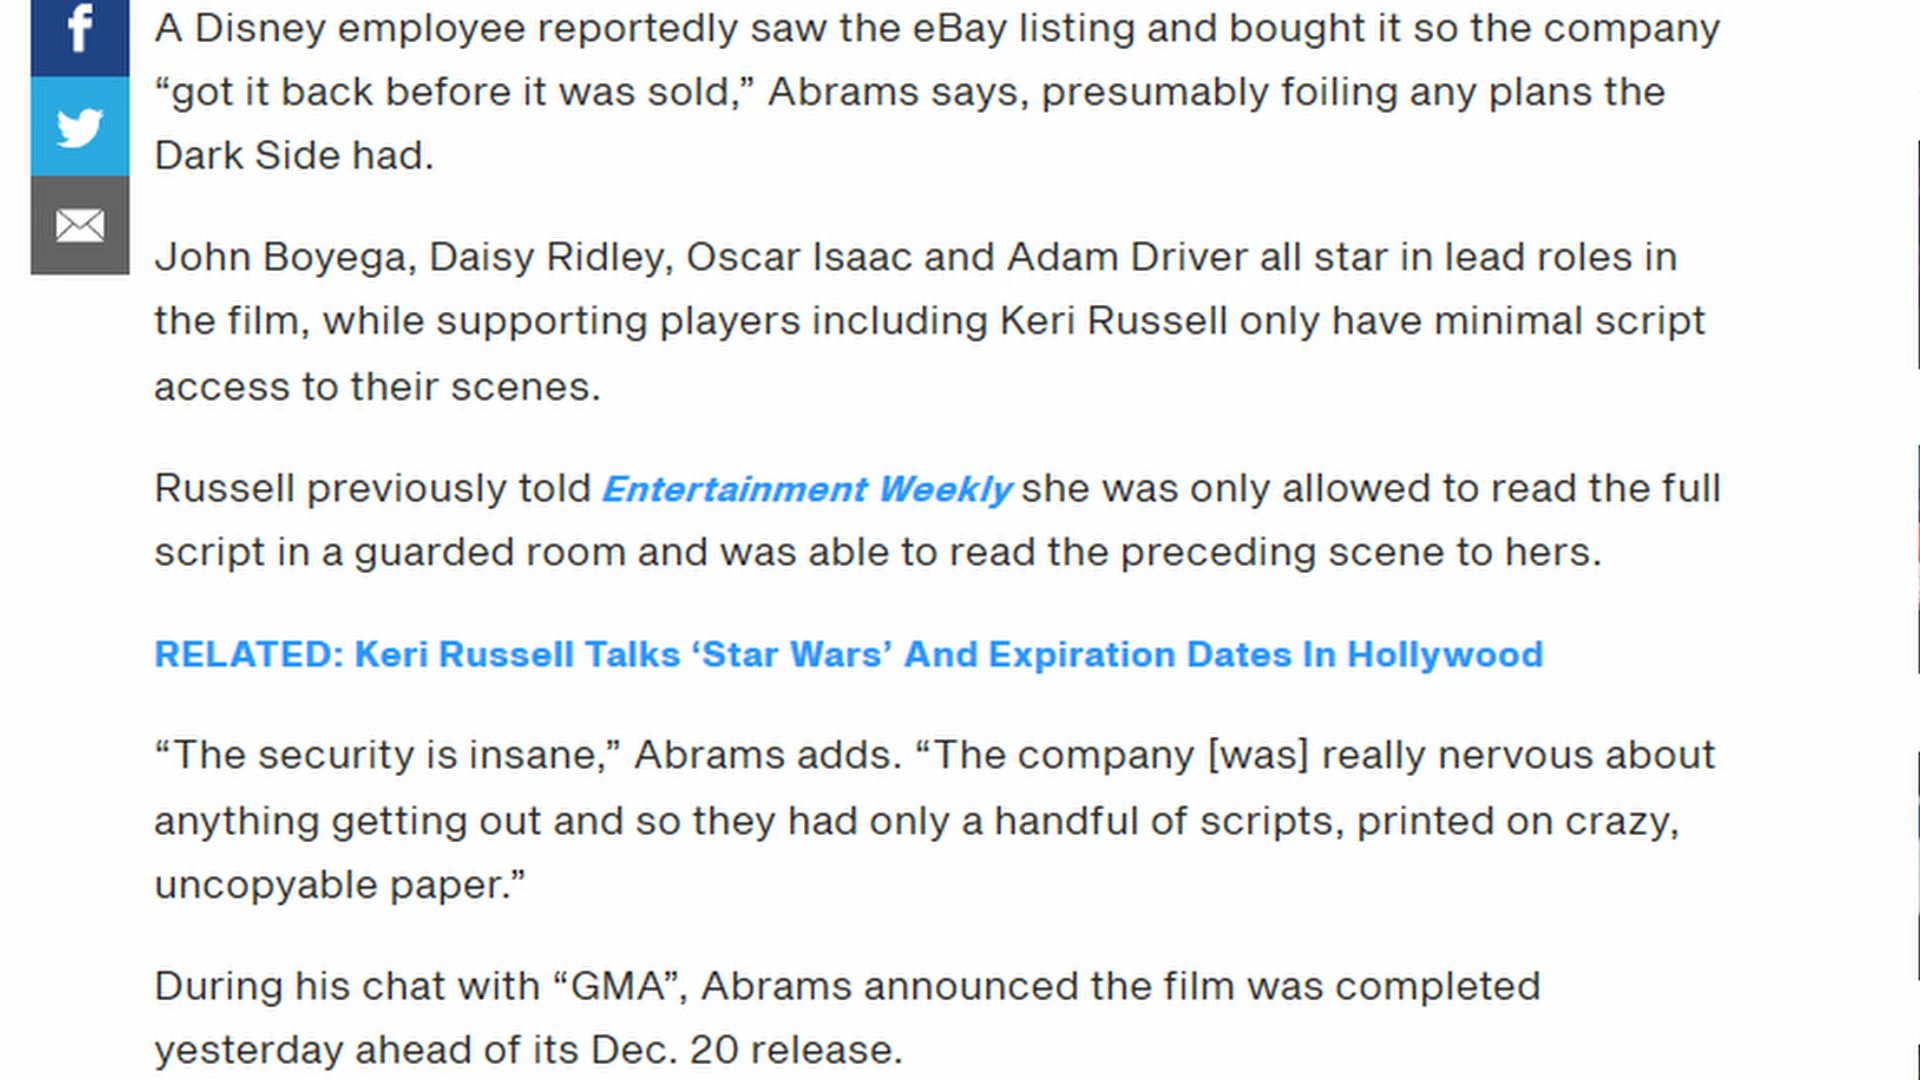 A Disney employee reportedly saw the eBay listing and bought it so the company
“got it back before it was sold,” Abrams says, presumably foiling any plans the
Dark Side had.
John Boyega, Daisy Ridley, Oscar Isaac and Adam Driver all star in lead roles in
the film, while supporting players including Keri Russell only have minimal script
access to their scenes.
Russell previously told Entertainment Weekly she was only allowed to read the full
script in a guarded room and was able to read the preceding scene to hers.
RELATED: Keri Russell Talks ‘Star Wars’ And Expiration Dates In Hollywood
“The security is insane,” Abrams adds. “The company [was] really nervous about
anything getting out and so they had only a handful of scripts, printed on crazy,
uncopyable paper.”
During his chat with “GMA”, Abrams announced the film was completed
yesterday ahead of its Dec. 20 release.